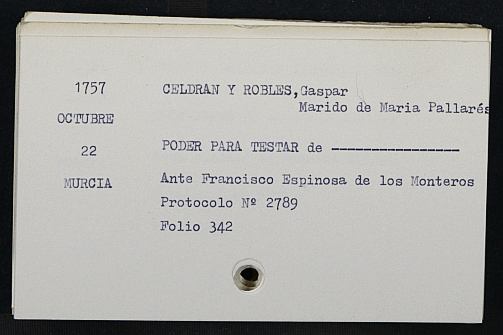 1757
OCTUBRE
22
MURCIA
CELDRAN Y ROBLES,Gaspar
Marido de Maria Pallarés
PODER PARA TESTAR de ----------------
Ante Francisco Espinosa de los Monteros
Protocolo Nº 2789
Folio 342